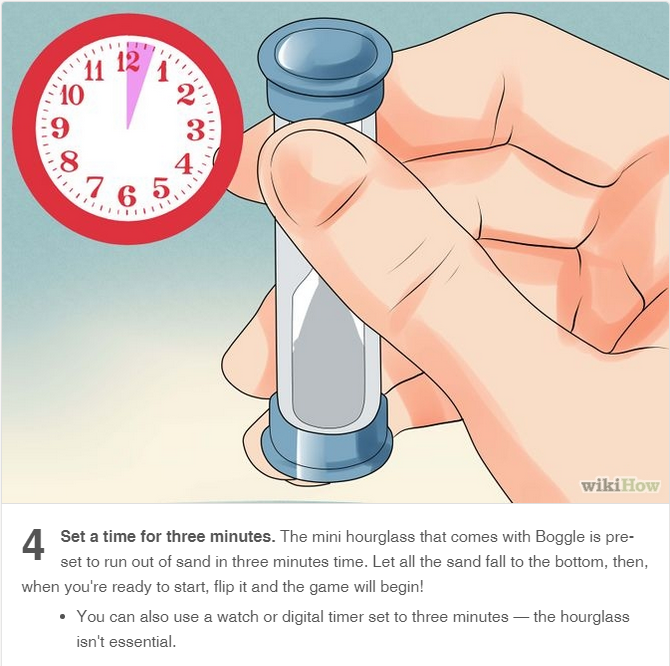 12
1
2
3
4
5
6
7
8
9
10
11
wikiHow
4 Set a time for three minutes. The mini hourglass that comes with Boggle is pre-
set to run out of sand in three minutes time. Let all the sand fall to the bottom, then,
when you're ready to start, flip it and the game will begin!
• You can also use a watch or digital timer set to three minutes — the hourglass
isn't essential.